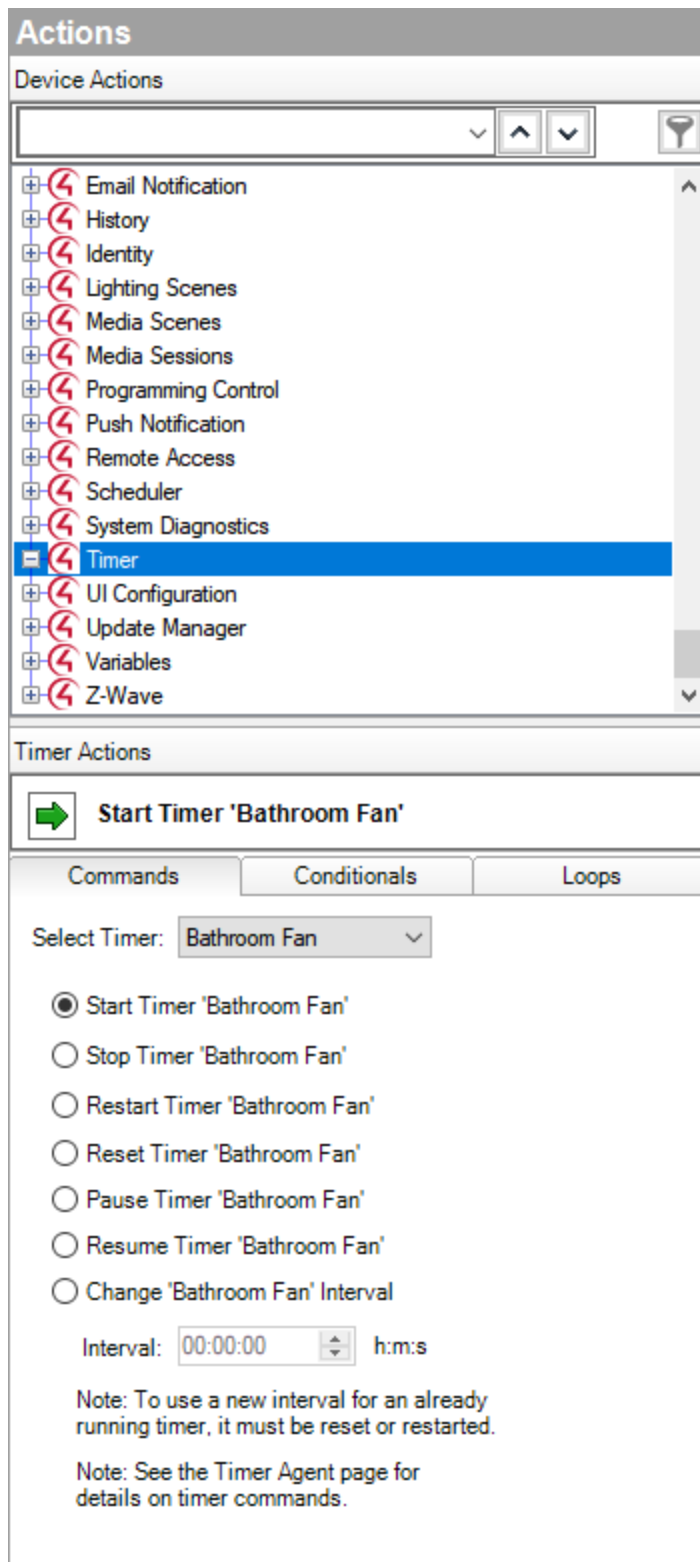 Actions
Device Actions
Email Notification
History
Identity
Lighting Scenes
Media Scenes
Media Sessions
Programming Control
Push Notification
Remote Access
Scheduler
System Diagnostics
Timer
UI Configuration
Update Manager
Variables
Z-Wave
Timer Actions
Start Timer 'Bathroom Fan'
Commands Conditionals Loops
Select Timer: Bathroom Fan
Start Timer 'Bathroom Fan'
Stop Timer 'Bathroom Fan'
Restart Timer 'Bathroom Fan'
Reset Timer 'Bathroom Fan'
Pause Timer 'Bathroom Fan'
Resume Timer 'Bathroom Fan'
Change 'Bathroom Fan' Interval
Interval: 00:00:00 h:m:s
Note: To use a new interval for an already
running timer, it must be reset or restarted.
Note: See the Timer Agent page for
details on timer commands.